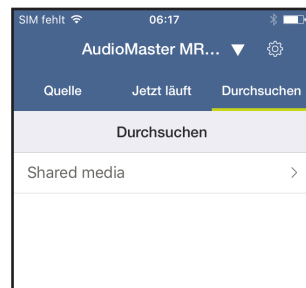 SIM fehlt 06:17
AudioMaster MR... ▼
Quelle Jetzt läuft Durchsuchen
Durchsuchen
Shared media